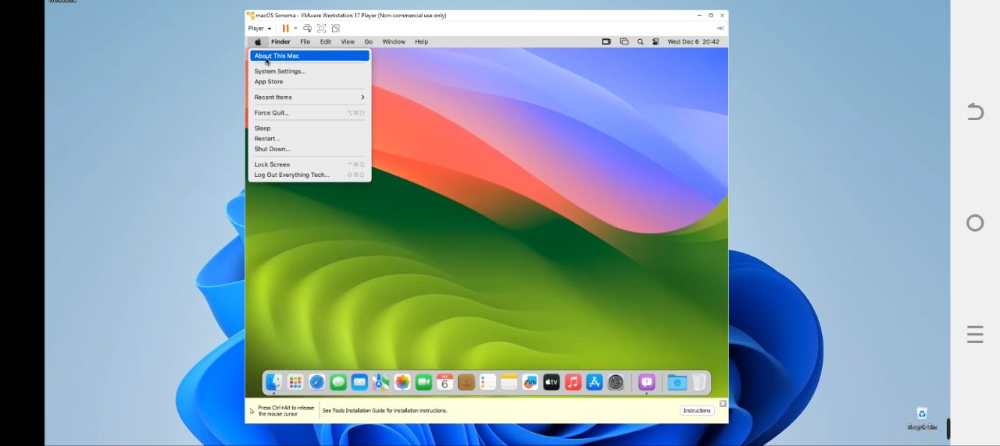 macOS Sonoma - VMware Workstation 17 Player (Non-commercial use only)
Player
Finder File Edit View Go Window Help Wed Dec 6 20:42
About This Mac
System Settings...
App Store
Recent Items
Force Quit... ⌥⌘⎋
Sleep
Restart...
Shut Down...
Lock Screen ^⌘Q
Log Out Everything Tech... ⇧⌘Q
6
tv
Press Ctrl+Alt to release
the mouse cursor
See Tools Installation Guide for installation instructions.
Instructions
Recycle Bin